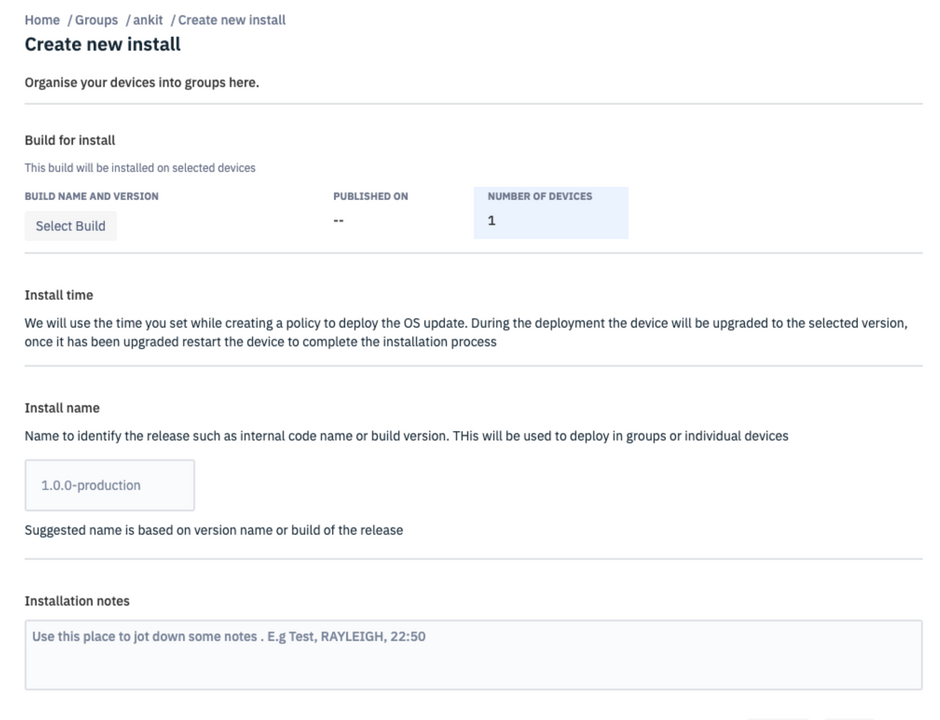 Home / Groups / ankit / Create new install
Create new install
Organise your devices into groups here.
Build for install
This build will be installed on selected devices
BUILD NAME AND VERSION PUBLISHED ON NUMBER OF DEVICES
Select Build -- 1
Install time
We will use the time you set while creating a policy to deploy the OS update. During the deployment the device will be upgraded to the selected version,
once it has been upgraded restart the device to complete the installation process
Install name
Name to identify the release such as internal code name or build version. THis will be used to deploy in groups or individual devices
1.0.0-production
Suggested name is based on version name or build of the release
Installation notes
Use this place to jot down some notes . E.g Test, RAYLEIGH, 22:50